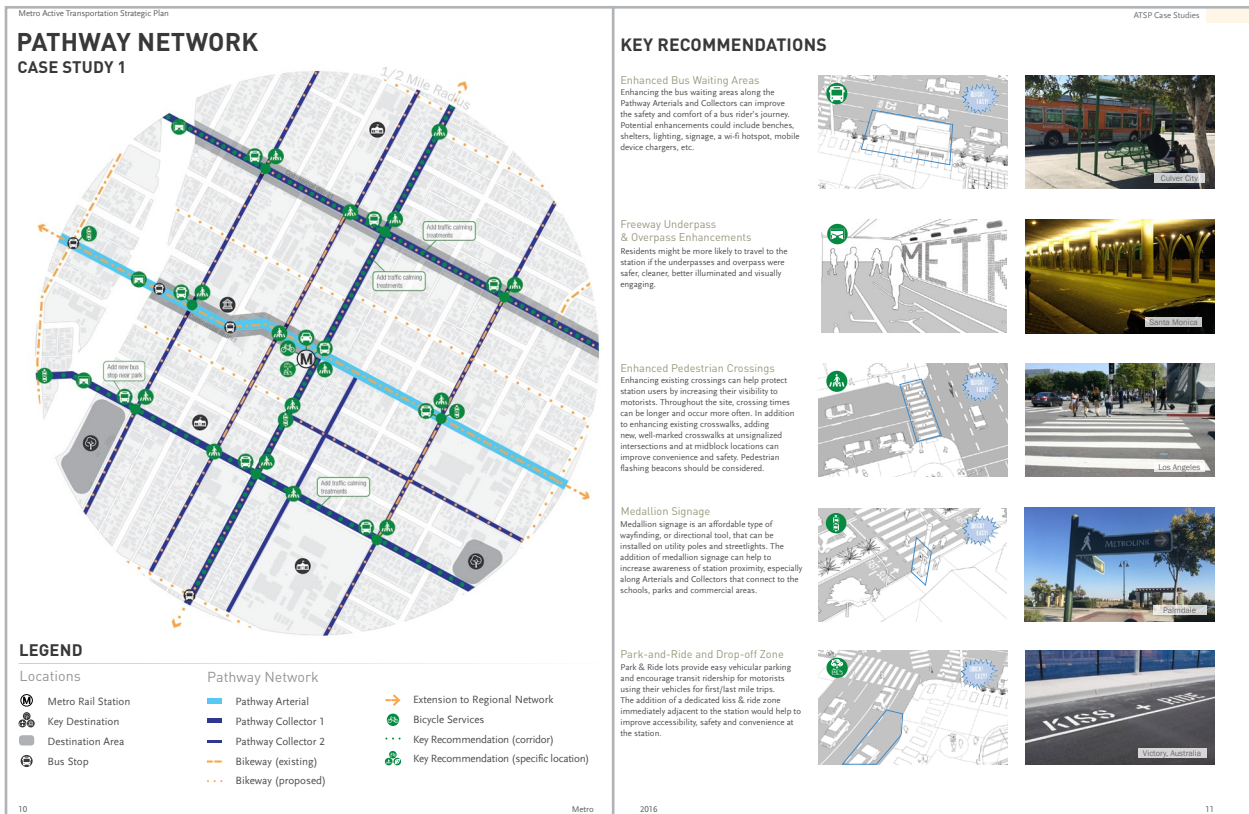 Metro Active Transportation Strategic Plan
PATHWAY NETWORK
CASE STUDY 1
1/2 Mile Radius
Add traffic calming
treatments
Add traffic calming
treatments
Add new bus
stop near park
M
Add traffic calming
treatments
LEGEND
Locations
M Metro Rail Station
Key Destination
Destination Area
Bus Stop
Pathway Network
Pathway Arterial
Pathway Collector 1
Pathway Collector 2
Bikeway (existing)
Bikeway (proposed)
Extension to Regional Network
Bicycle Services
Key Recommendation (corridor)
Key Recommendation (specific location)
10
Metro
ATSP Case Studies
KEY RECOMMENDATIONS
Enhanced Bus Waiting Areas
Enhancing the bus waiting areas along the
Pathway Arterials and Collectors can improve
the safety and comfort of a bus rider's journey.
Potential enhancements could include benches,
shelters, lighting, signage, a wi-fi hotspot, mobile
device chargers, etc.
Culver City
Freeway Underpass
& Overpass Enhancements
Residents might be more likely to travel to the
station if the underpasses and overpass were
safer, cleaner, better illuminated and visually
engaging.
METR
Santa Monica
Enhanced Pedestrian Crossings
Enhancing existing crossings can help protect
station users by increasing their visibility to
motorists. Throughout the site, crossing times
can be longer and occur more often. In addition
to enhancing existing crosswalks, adding
new, well-marked crosswalks at unsignalized
intersections and at midblock locations can
improve convenience and safety. Pedestrian
flashing beacons should be considered.
Los Angeles
Medallion Signage
Medallion signage is an affordable type of
wayfinding, or directional tool, that can be
installed on utility poles and streetlights. The
addition of medallion signage can help to
increase awareness of station proximity, especially
along Arterials and Collectors that connect to the
schools, parks and commercial areas.
METROLINK
Palmdale
Park-and-Ride and Drop-off Zone
Park & Ride lots provide easy vehicular parking
and encourage transit ridership for motorists
using their vehicles for first/last mile trips.
The addition of a dedicated kiss & ride zone
immediately adjacent to the station would help to
improve accessibility, safety and convenience at
the station.
KISS + RIDE
Victory, Australia
2016
11